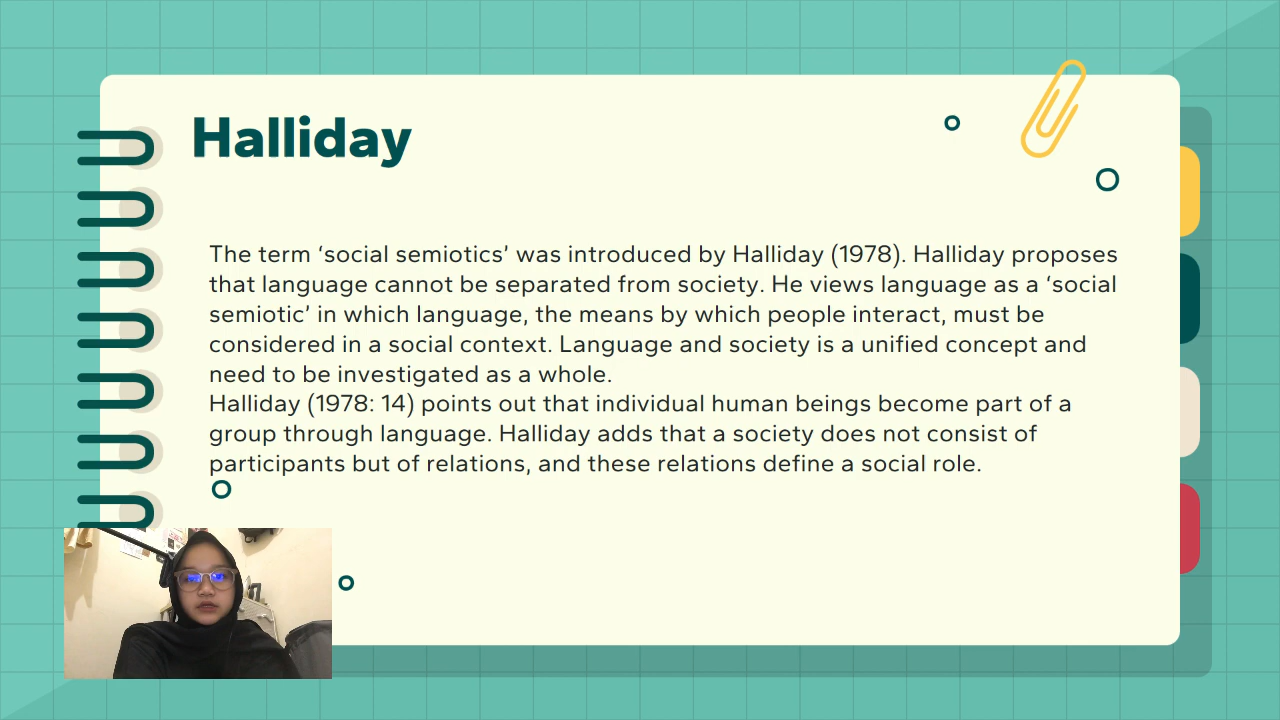 Halliday
The term ‘social semiotics’ was introduced by Halliday (1978). Halliday proposes
that language cannot be separated from society. He views language as a ‘social
semiotic’ in which language, the means by which people interact, must be
considered in a social context. Language and society is a unified concept and
need to be investigated as a whole.
Halliday (1978: 14) points out that individual human beings become part of a
group through language. Halliday adds that a society does not consist of
participants but of relations, and these relations define a social role.